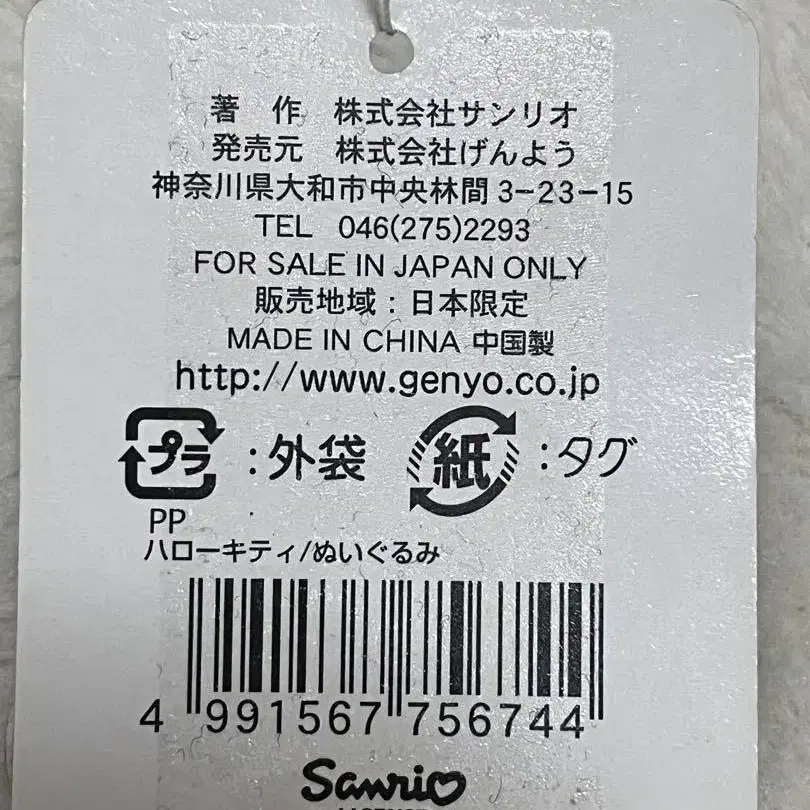 著 作 株式会社サンリオ
発売元 株式会社げんよう
神奈川県大和市中央林間3-23-15
TEL 046(275)2293
FOR SALE IN JAPAN ONLY
販売地域：日本限定
MADE IN CHINA 中国製
http://www.genyo.co.jp
プラ :外袋 紙 :タグ
PP
ハローキティ/ぬいぐるみ
4 991567 756744
Sanrio